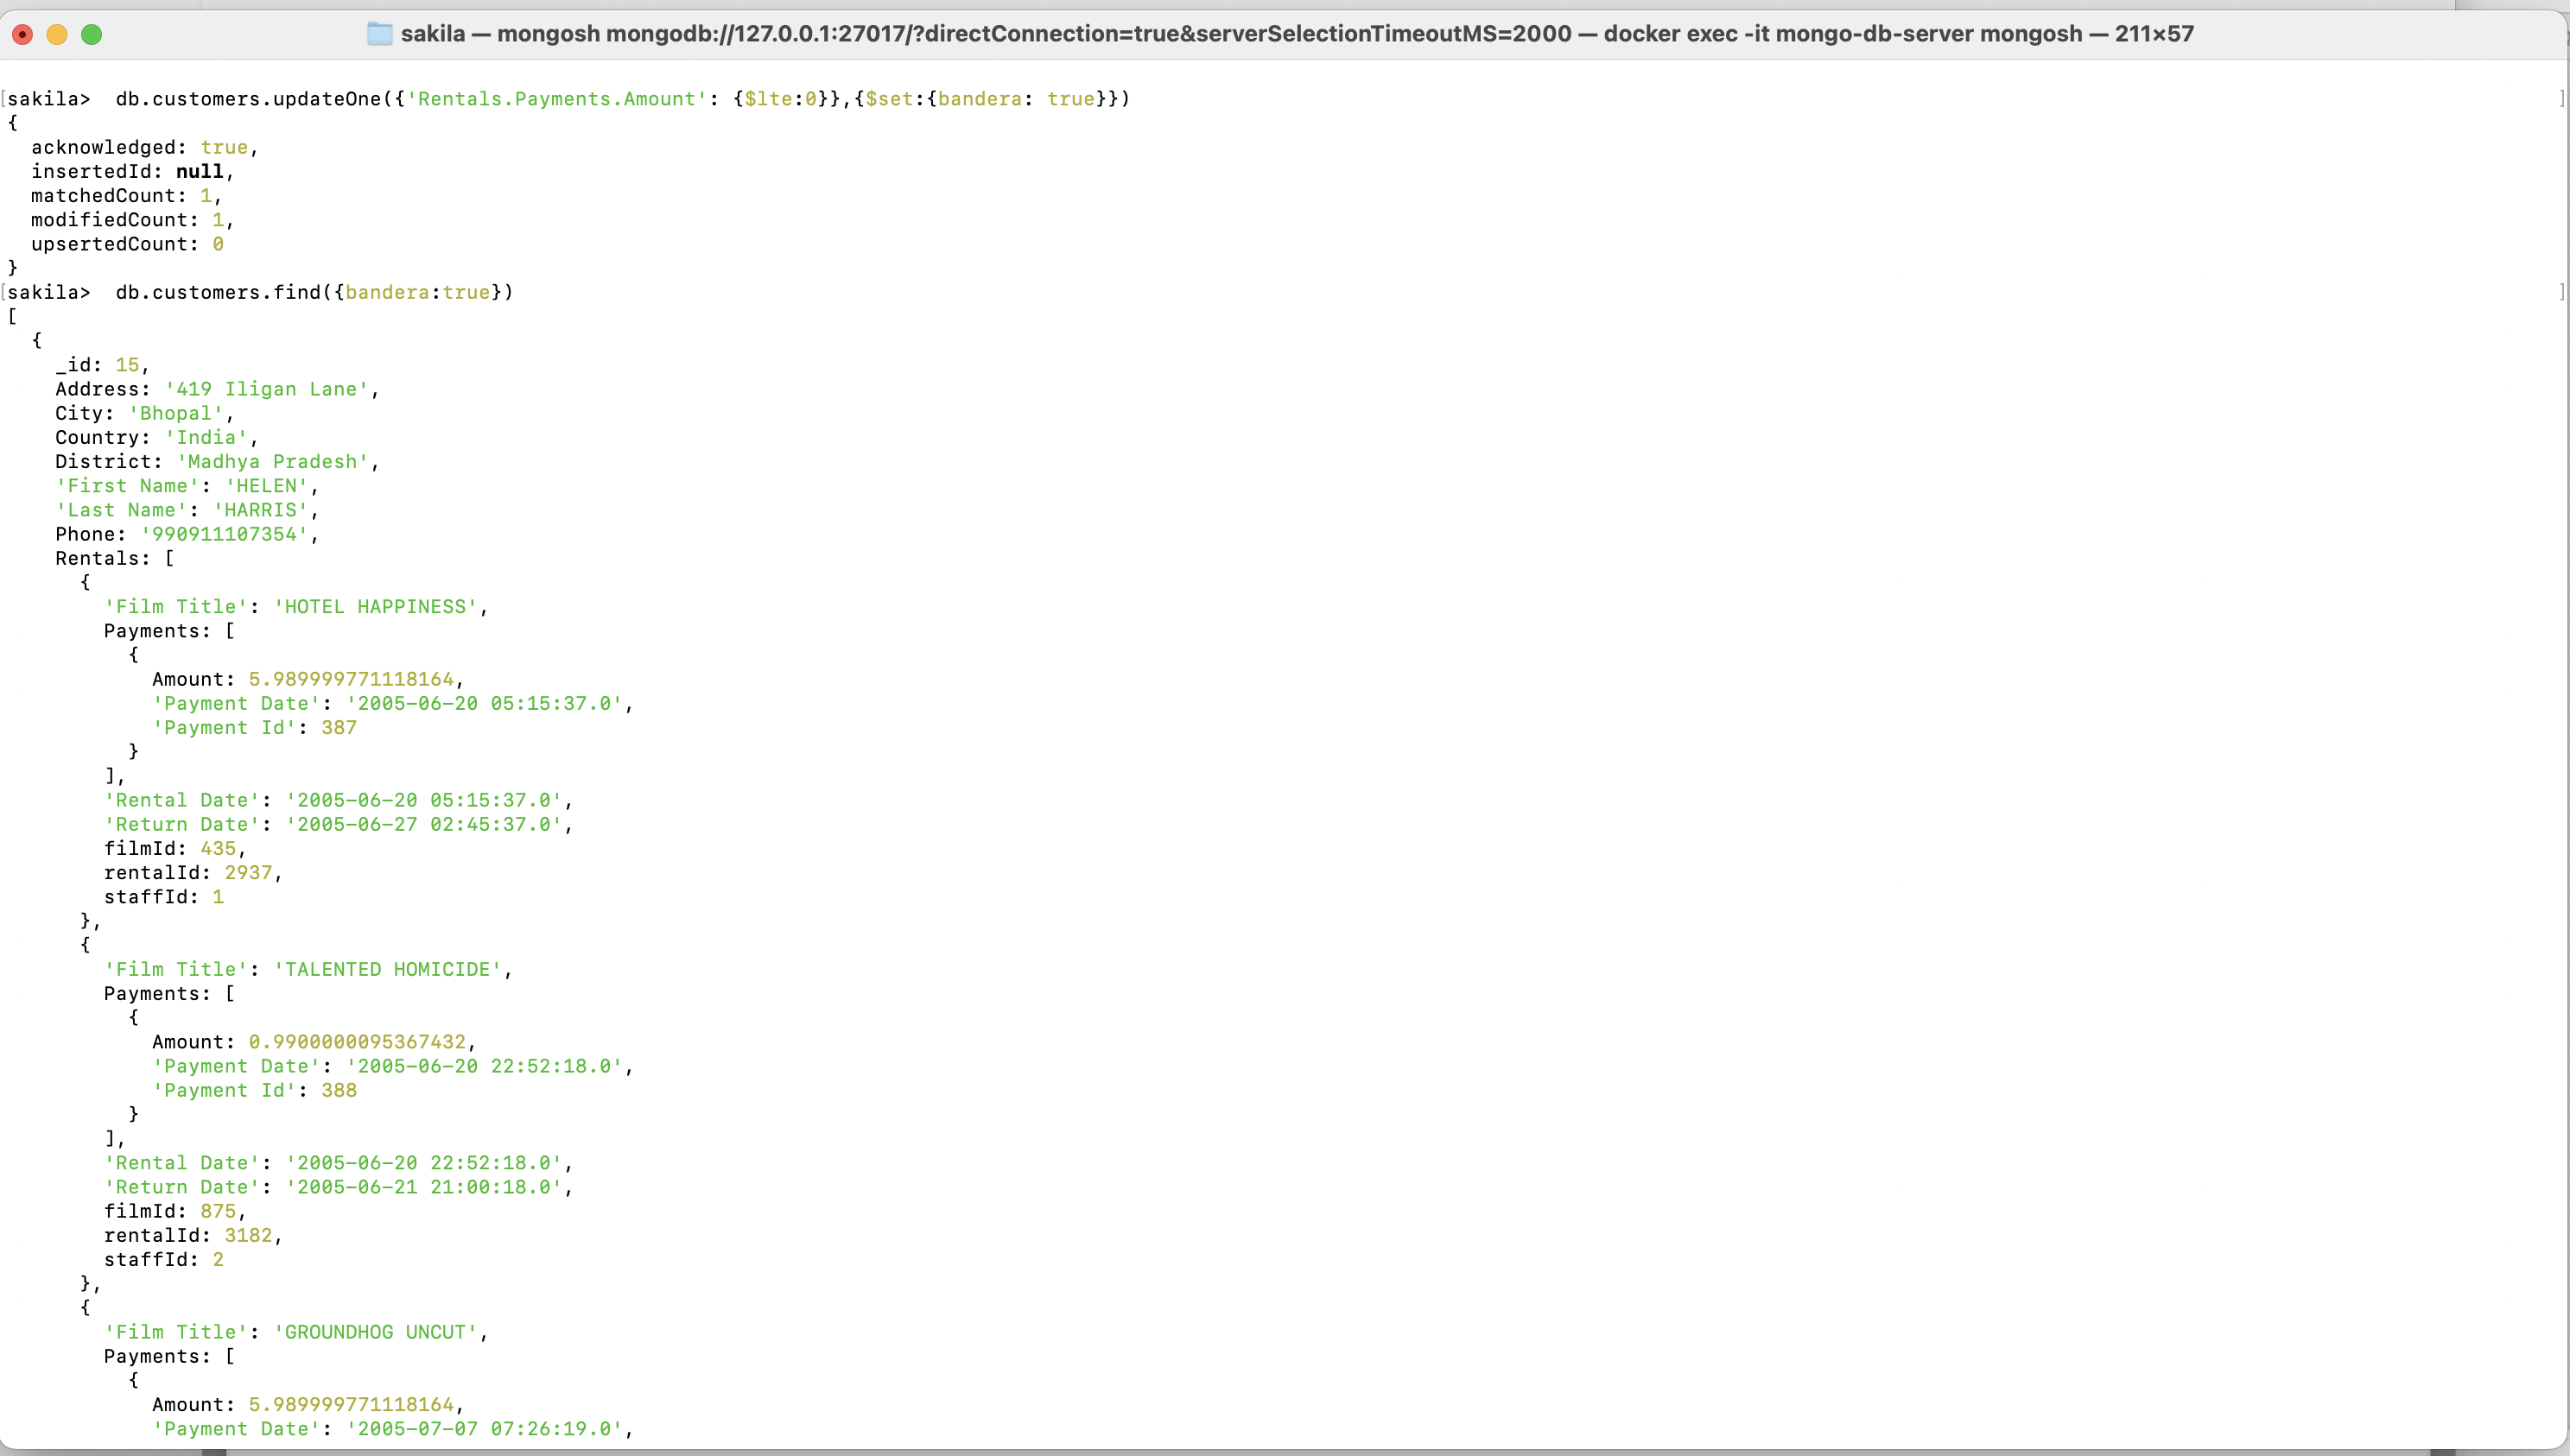 sakila — mongosh mongodb://127.0.0.1:27017/?directConnection=true&serverSelectionTimeoutMS=2000 — docker exec -it mongo-db-server mongosh — 211×57
[sakila>  db.customers.updateOne({'Rentals.Payments.Amount': {$lte:0}},{$set:{bandera: true}}) ]
{
  acknowledged: true,
  insertedId: null,
  matchedCount: 1,
  modifiedCount: 1,
  upsertedCount: 0
}
[sakila>  db.customers.find({bandera:true}) ]
[
  {
    _id: 15,
    Address: '419 Iligan Lane',
    City: 'Bhopal',
    Country: 'India',
    District: 'Madhya Pradesh',
    'First Name': 'HELEN',
    'Last Name': 'HARRIS',
    Phone: '990911107354',
    Rentals: [
      {
        'Film Title': 'HOTEL HAPPINESS',
        Payments: [
          {
            Amount: 5.989999771118164,
            'Payment Date': '2005-06-20 05:15:37.0',
            'Payment Id': 387
          }
        ],
        'Rental Date': '2005-06-20 05:15:37.0',
        'Return Date': '2005-06-27 02:45:37.0',
        filmId: 435,
        rentalId: 2937,
        staffId: 1
      },
      {
        'Film Title': 'TALENTED HOMICIDE',
        Payments: [
          {
            Amount: 0.9900000095367432,
            'Payment Date': '2005-06-20 22:52:18.0',
            'Payment Id': 388
          }
        ],
        'Rental Date': '2005-06-20 22:52:18.0',
        'Return Date': '2005-06-21 21:00:18.0',
        filmId: 875,
        rentalId: 3182,
        staffId: 2
      },
      {
        'Film Title': 'GROUNDHOG UNCUT',
        Payments: [
          {
            Amount: 5.989999771118164,
            'Payment Date': '2005-07-07 07:26:19.0',